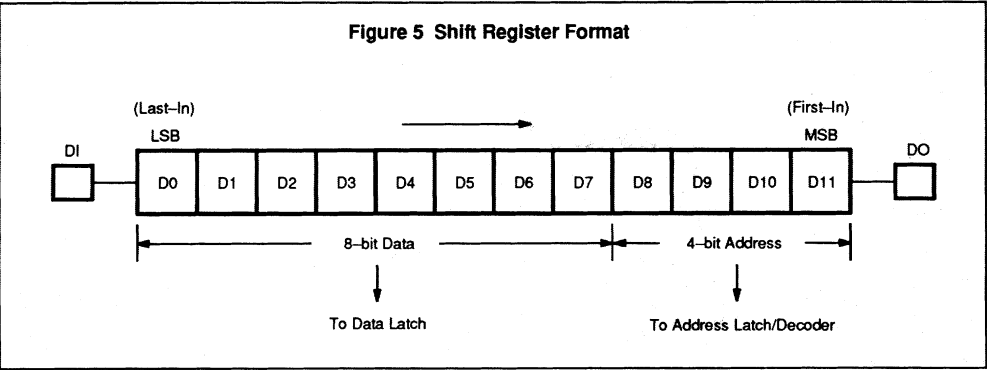 Figure 5 Shift Register Format
(Last–In)
(First–In)
LSB
MSB
DI
DO
D0 D1 D2 D3 D4 D5 D6 D7 D8 D9 D10 D11
8–bit Data
4–bit Address
To Data Latch
To Address Latch/Decoder